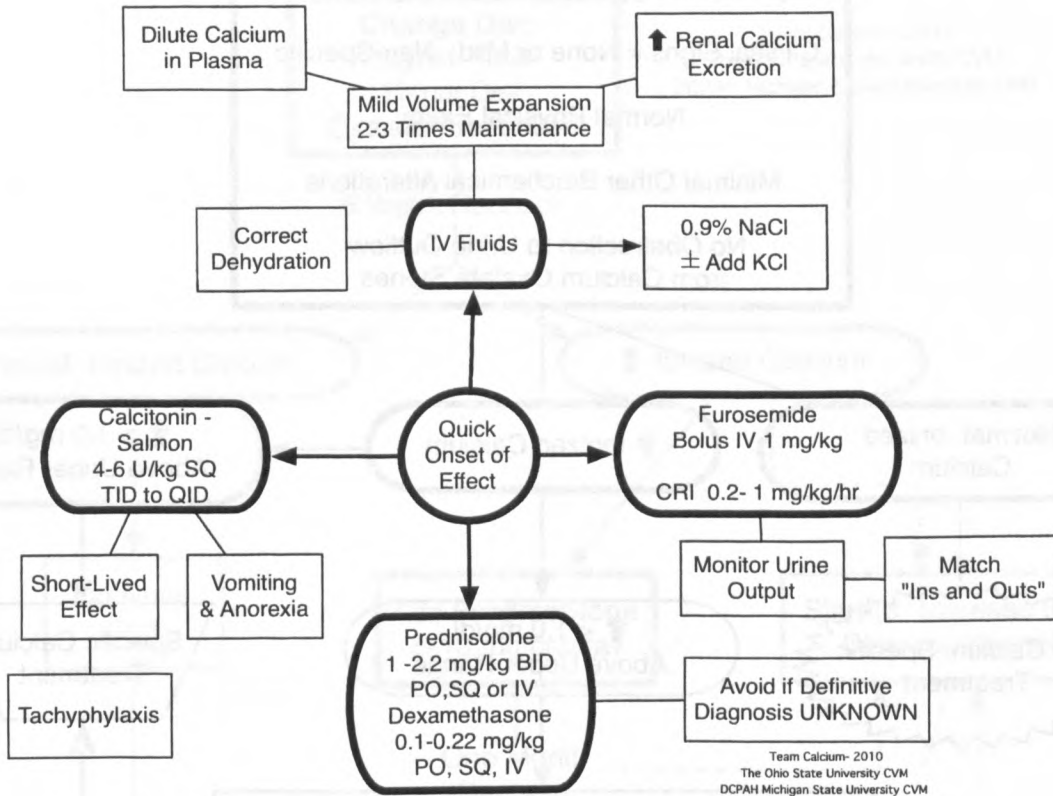 Dilute Calcium
in Plasma
↑ Renal Calcium
Excretion
Mild Volume Expansion
2-3 Times Maintenance
Correct
Dehydration
IV Fluids
0.9% NaCl
± Add KCl
Calcitonin -
Salmon
4-6 U/kg SQ
TID to QID
Quick
Onset of
Effect
Furosemide
Bolus IV 1 mg/kg
CRI 0.2- 1 mg/kg/hr
Short-Lived
Effect
Vomiting
& Anorexia
Monitor Urine
Output
Match
"Ins and Outs"
Tachyphylaxis
Prednisolone
1 -2.2 mg/kg BID
PO,SQ or IV
Dexamethasone
0.1-0.22 mg/kg
PO, SQ, IV
Avoid if Definitive
Diagnosis UNKNOWN
Team Calcium- 2010
The Ohio State University CVM
DCPAH Michigan State University CVM